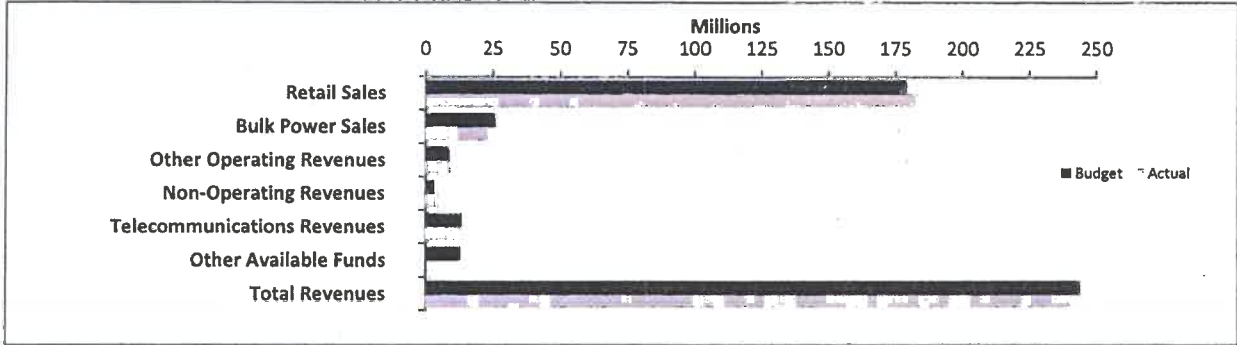 Millions
0 25 50 75 100 125 150 175 200 225 250
Retail Sales
Bulk Power Sales
Other Operating Revenues
Non-Operating Revenues
Telecommunications Revenues
Other Available Funds
Total Revenues
Budget Actual